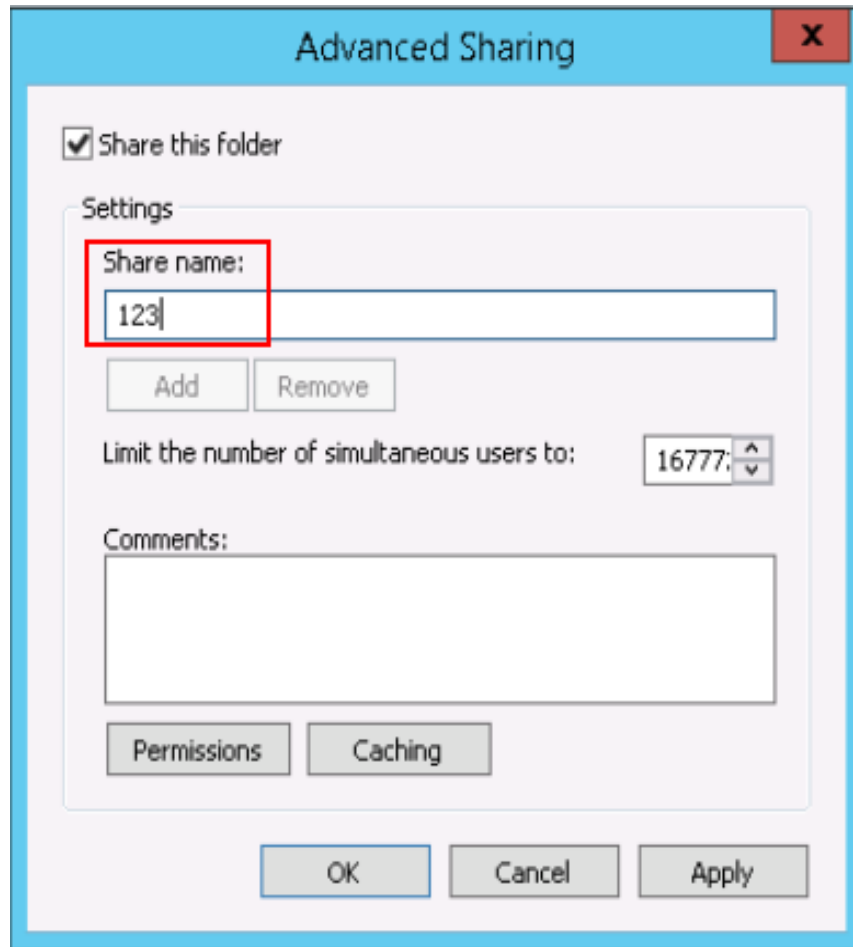 Advanced Sharing
x
Share this folder
Settings
Share name:
123
Add Remove
Limit the number of simultaneous users to: 16777
Comments:
Permissions Caching
OK Cancel Apply